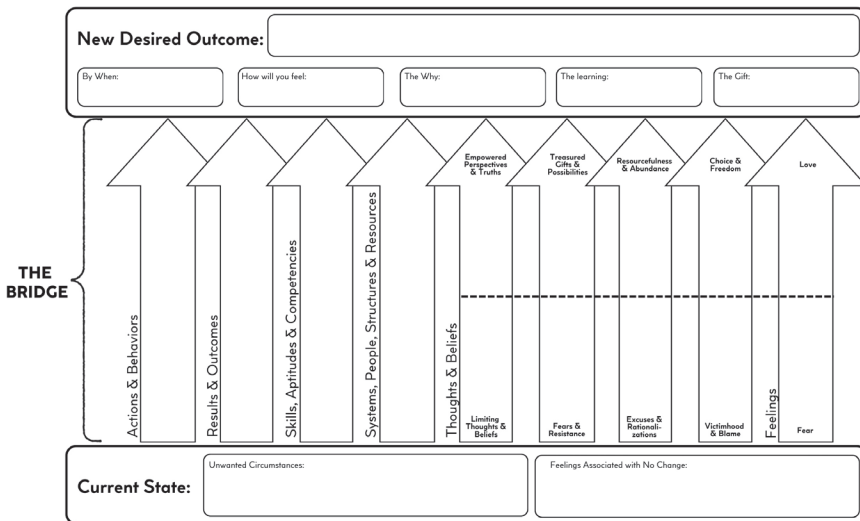 New Desired Outcome:
By When:
How will you feel:
The Why:
The learning:
The Gift:
THE
BRIDGE
Actions & Behaviors
Results & Outcomes
Skills, Aptitudes & Competencies
Systems, People, Structures & Resources
Thoughts & Beliefs
Empowered
Perspectives
& Truths
Limiting
Thoughts &
Beliefs
Treasured
Gifts &
Possibilities
Fears &
Resistance
Resourcefulness
& Abundance
Excuses &
Rationali-
zations
Choice &
Freedom
Victimhood
& Blame
Feelings
Love
Fear
Current State:
Unwanted Circumstances:
Feelings Associated with No Change: